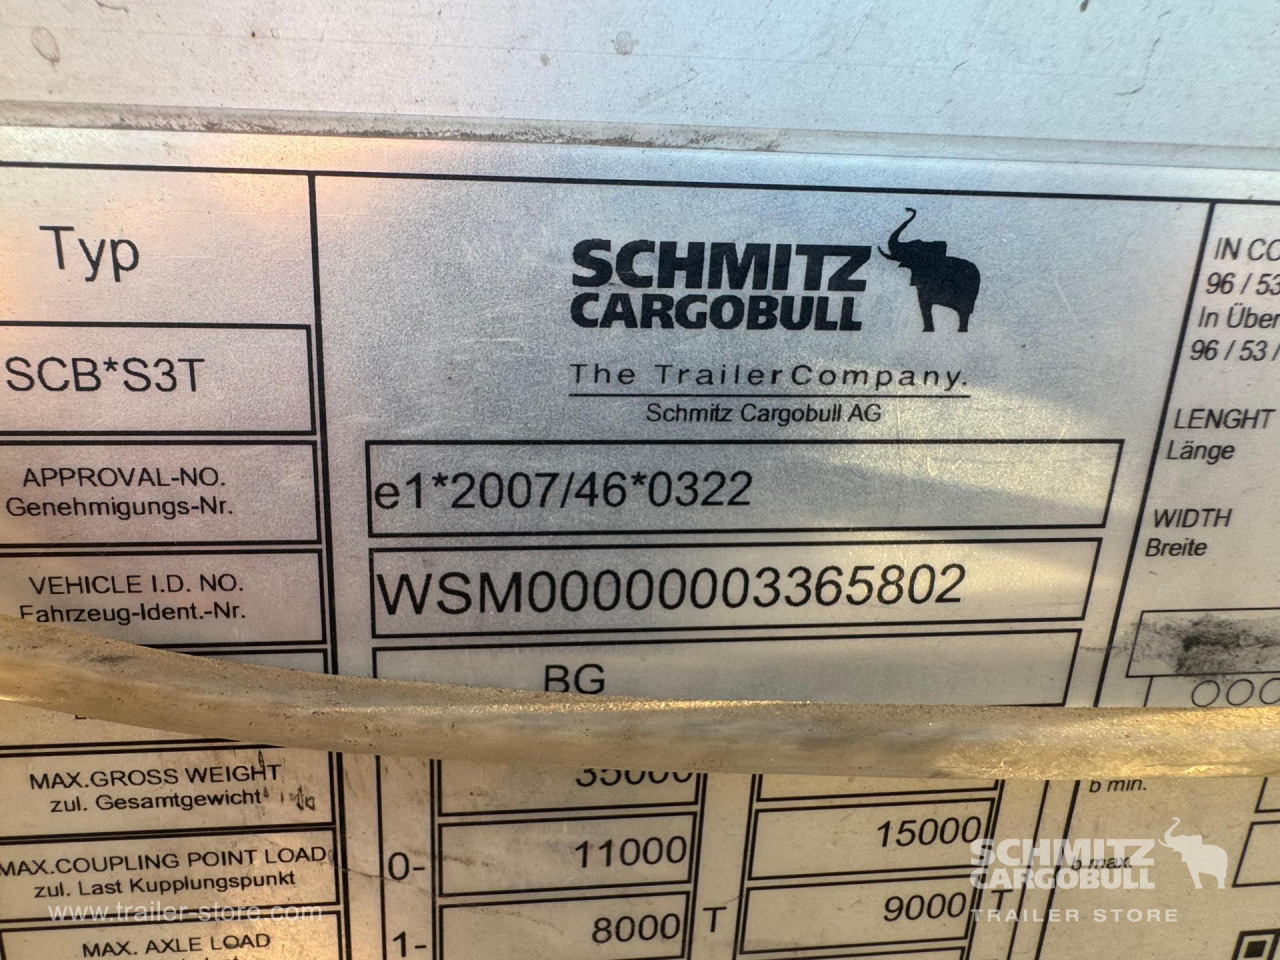 Typ
SCHMITZ
CARGOBULL
The TrailerCompany.
Schmitz Cargobull AG
SCB*S3T
APPROVAL-NO.
Genehmigungs-Nr.
e1*2007/46*0322
VEHICLE I.D. NO.
Fahrzeug-Ident.-Nr.
WSM00000003365802
BG
IN CO
96 / 53
In Über
96 / 53 /
LENGHT
Länge
WIDTH
Breite
MAX.GROSS WEIGHT
zul. Gesamtgewicht
35000
MAX.COUPLING POINT LOAD
zul. Last Kupplungspunkt
0-
11000
15000
MAX. AXLE LOAD
1-
8000
T
9000
T
b min.
b max.
www.trailer-store.com
SCHMITZ
CARGOBULL
TRAILER STORE